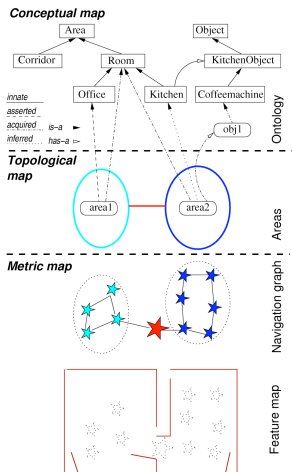 Conceptual map
Area
Object
Corridor
Room
KitchenObject
Office
Kitchen
Coffeemachine
innate
asserted
acquired is-a
inferred has-a
obj1
Ontology
Topological
map
area1
area2
Areas
Metric map
Navigation graph
Feature map